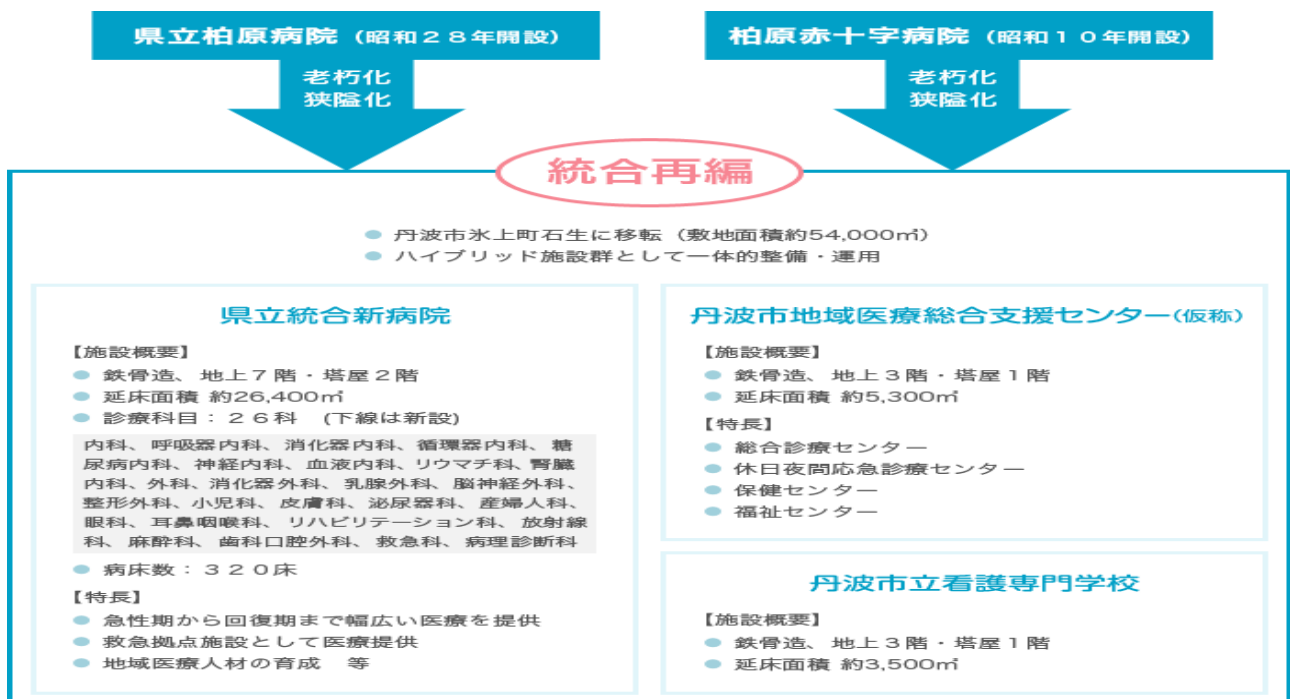 県立柏原病院（昭和２８年開設）
柏原赤十字病院（昭和１０年開設）
老朽化
狭隘化
老朽化
狭隘化
統合再編
● 丹波市氷上町石生に移転（敷地面積約54,000㎡）
● ハイブリッド施設群として一体的整備・運用
県立統合新病院
【施設概要】
● 鉄骨造、地上７階・塔屋２階
● 延床面積 約26,400㎡
● 診療科目：２６科　(下線は新設)
内科、呼吸器内科、消化器内科、循環器内科、糖
尿病内科、神経内科、血液内科、リウマチ科、腎臓
内科、外科、消化器外科、乳腺外科、脳神経外科、
整形外科、小児科、皮膚科、泌尿器科、産婦人科、
眼科、耳鼻咽喉科、リハビリテーション科、放射線
科、麻酔科、歯科口腔外科、救急科、病理診断科
● 病床数：３２０床
【特長】
● 急性期から回復期まで幅広い医療を提供
● 救急拠点施設として医療提供
● 地域医療人材の育成　等
丹波市地域医療総合支援センター(仮称)
【施設概要】
● 鉄骨造、地上３階・塔屋１階
● 延床面積 約5,300㎡
【特長】
● 総合診療センター
● 休日夜間応急診療センター
● 保健センター
● 福祉センター
丹波市立看護専門学校
【施設概要】
● 鉄骨造、地上３階・塔屋１階
● 延床面積 約3,500㎡